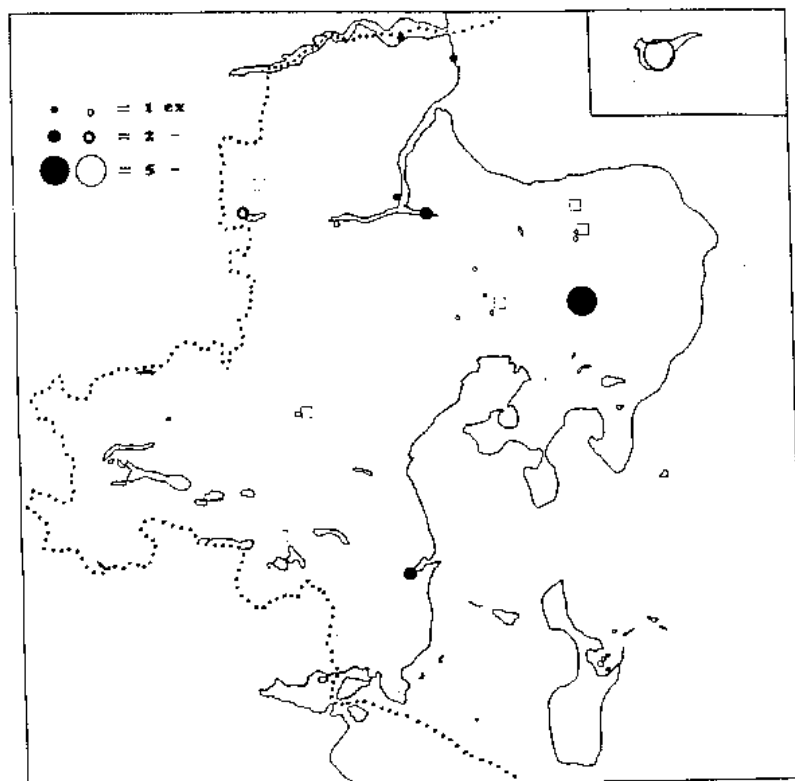 = 1 ex
= 2 -
= 5 -